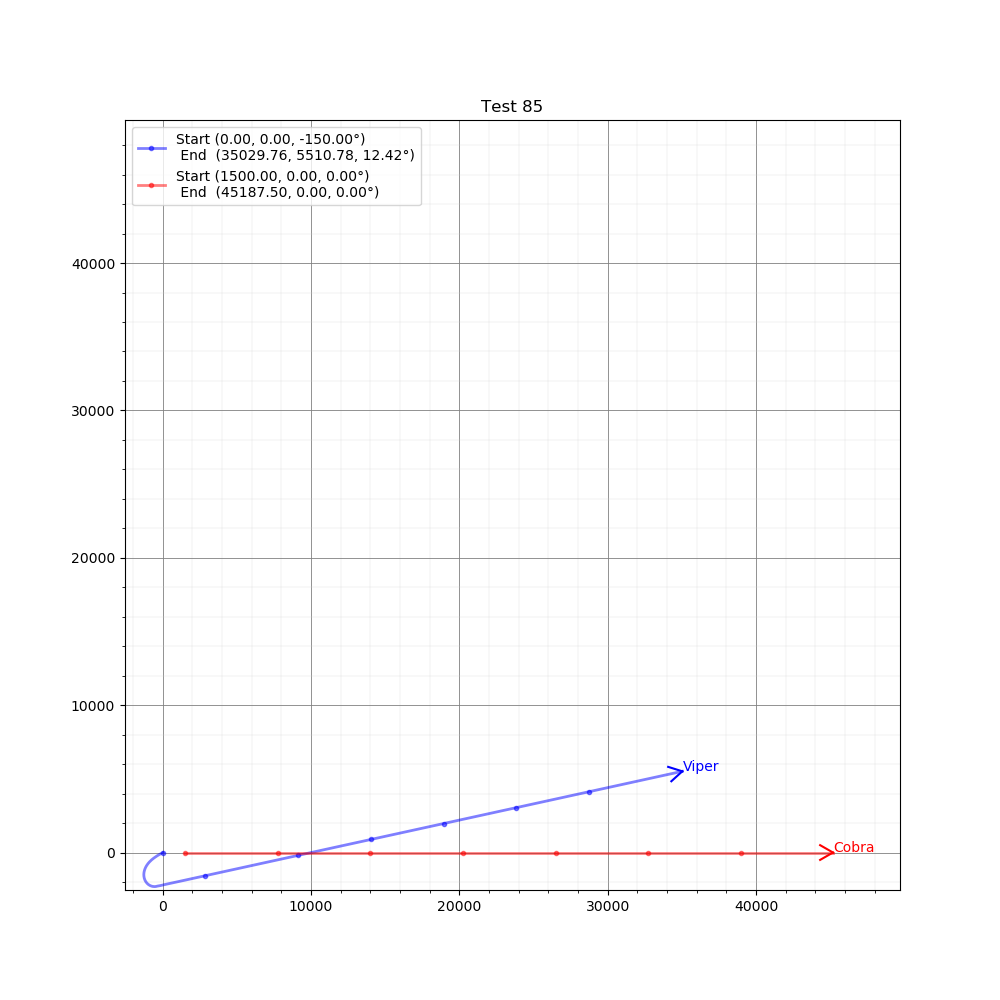 Test 85
Start (0.00, 0.00, -150.00°)
End  (35029.76, 5510.78, 12.42°)
Start (1500.00, 0.00, 0.00°)
End  (45187.50, 0.00, 0.00°)
40000
30000
20000
10000
0
Viper
Cobra
0
10000
20000
30000
40000